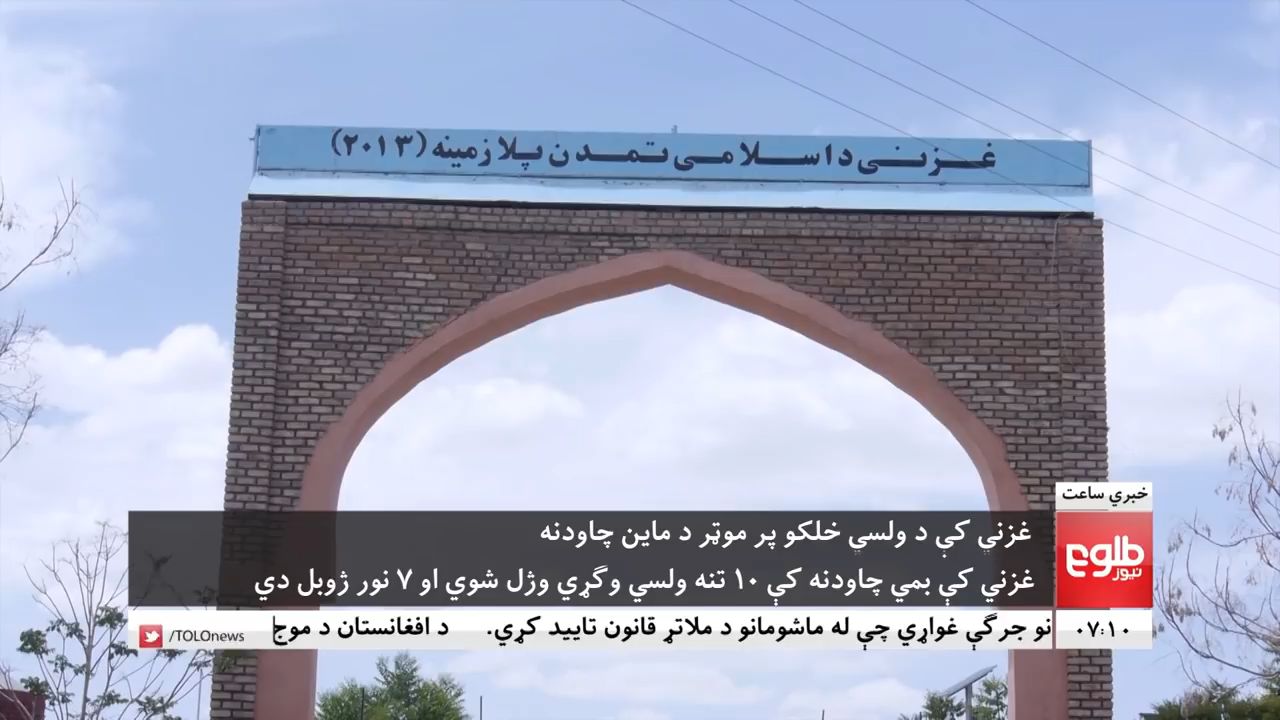 غزنی د اسلامی تمدن پلازمینه (۲۰۱۳)
خبري ساعت
غزني کې د ولسي خلکو پر موټر د ماین چاودنه
طلوع
نیوز
غزني کې بمي چاودنه کې ۱۰ تنه ولسي وګړي وژل شوي او ۷ نور ژوبل دي
نو جرګې غواړي چې له ماشومانو د ملاتړ قانون تایید کړي. د افغانستان د موج
/TOLOnews
۰۷:۱۰